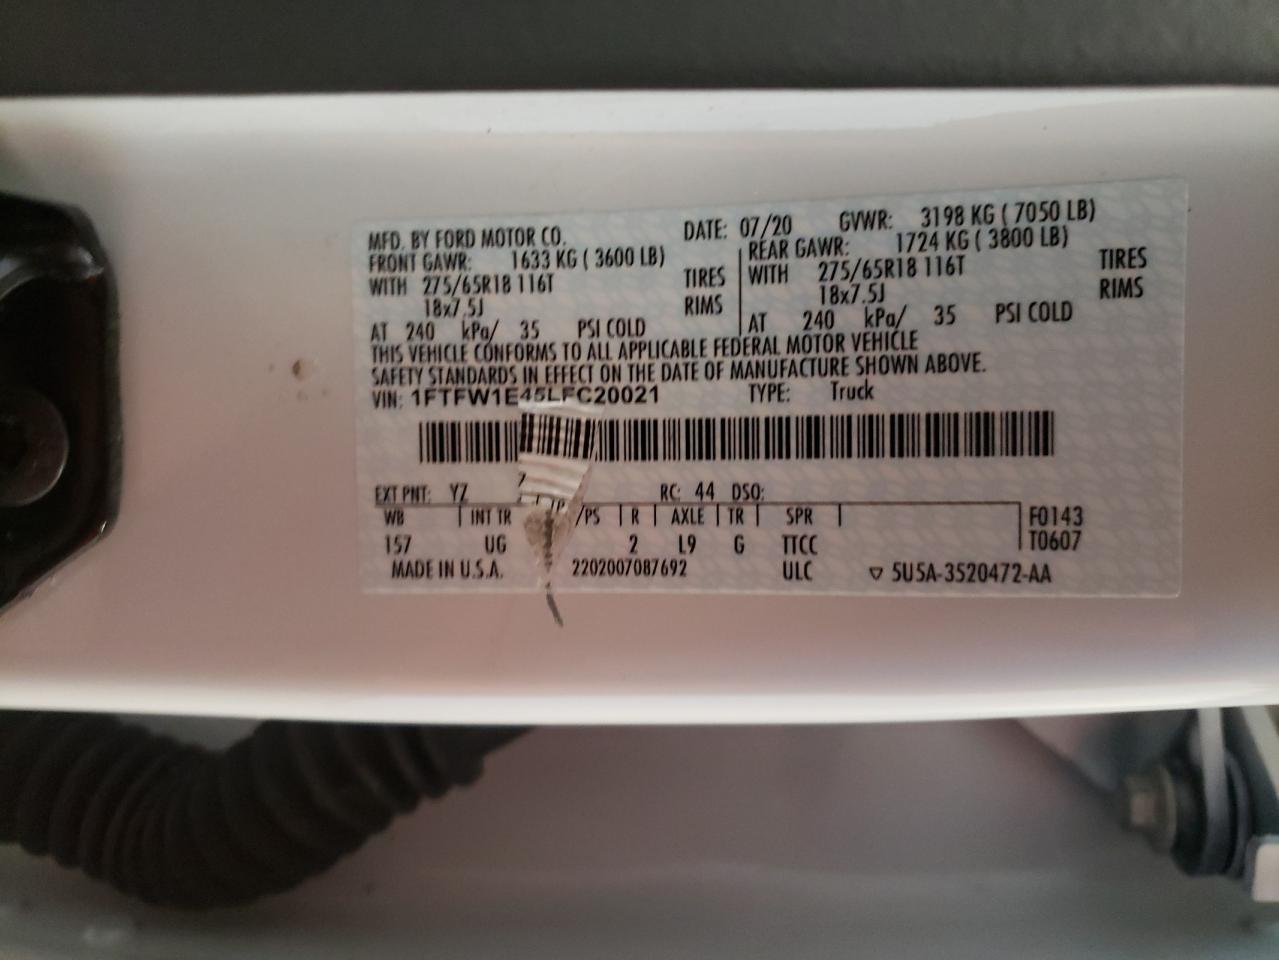 MFD. BY FORD MOTOR CO. DATE: 07/20 GVWR: 3198 KG ( 7050 LB)
FRONT GAWR: 1633 KG ( 3600 LB) REAR GAWR: 1724 KG ( 3800 LB)
WITH 275/65R18 116T TIRES WITH 275/65R18 116T TIRES
18x7.5J RIMS 18x7.5J RIMS
AT 240 kPa/ 35 PSI COLD AT 240 kPa/ 35 PSI COLD
THIS VEHICLE CONFORMS TO ALL APPLICABLE FEDERAL MOTOR VEHICLE
SAFETY STANDARDS IN EFFECT ON THE DATE OF MANUFACTURE SHOWN ABOVE.
VIN: 1FTFW1E45LFC20021 TYPE: Truck
EXT PNT: YZ RC: 44 DSO:
WB INT TR /PS R AXLE TR SPR F0143
157 UG 2 L9 G TTCC T0607
MADE IN U.S.A. 2202007087692 ULC ▽ 5U5A-3520472-AA